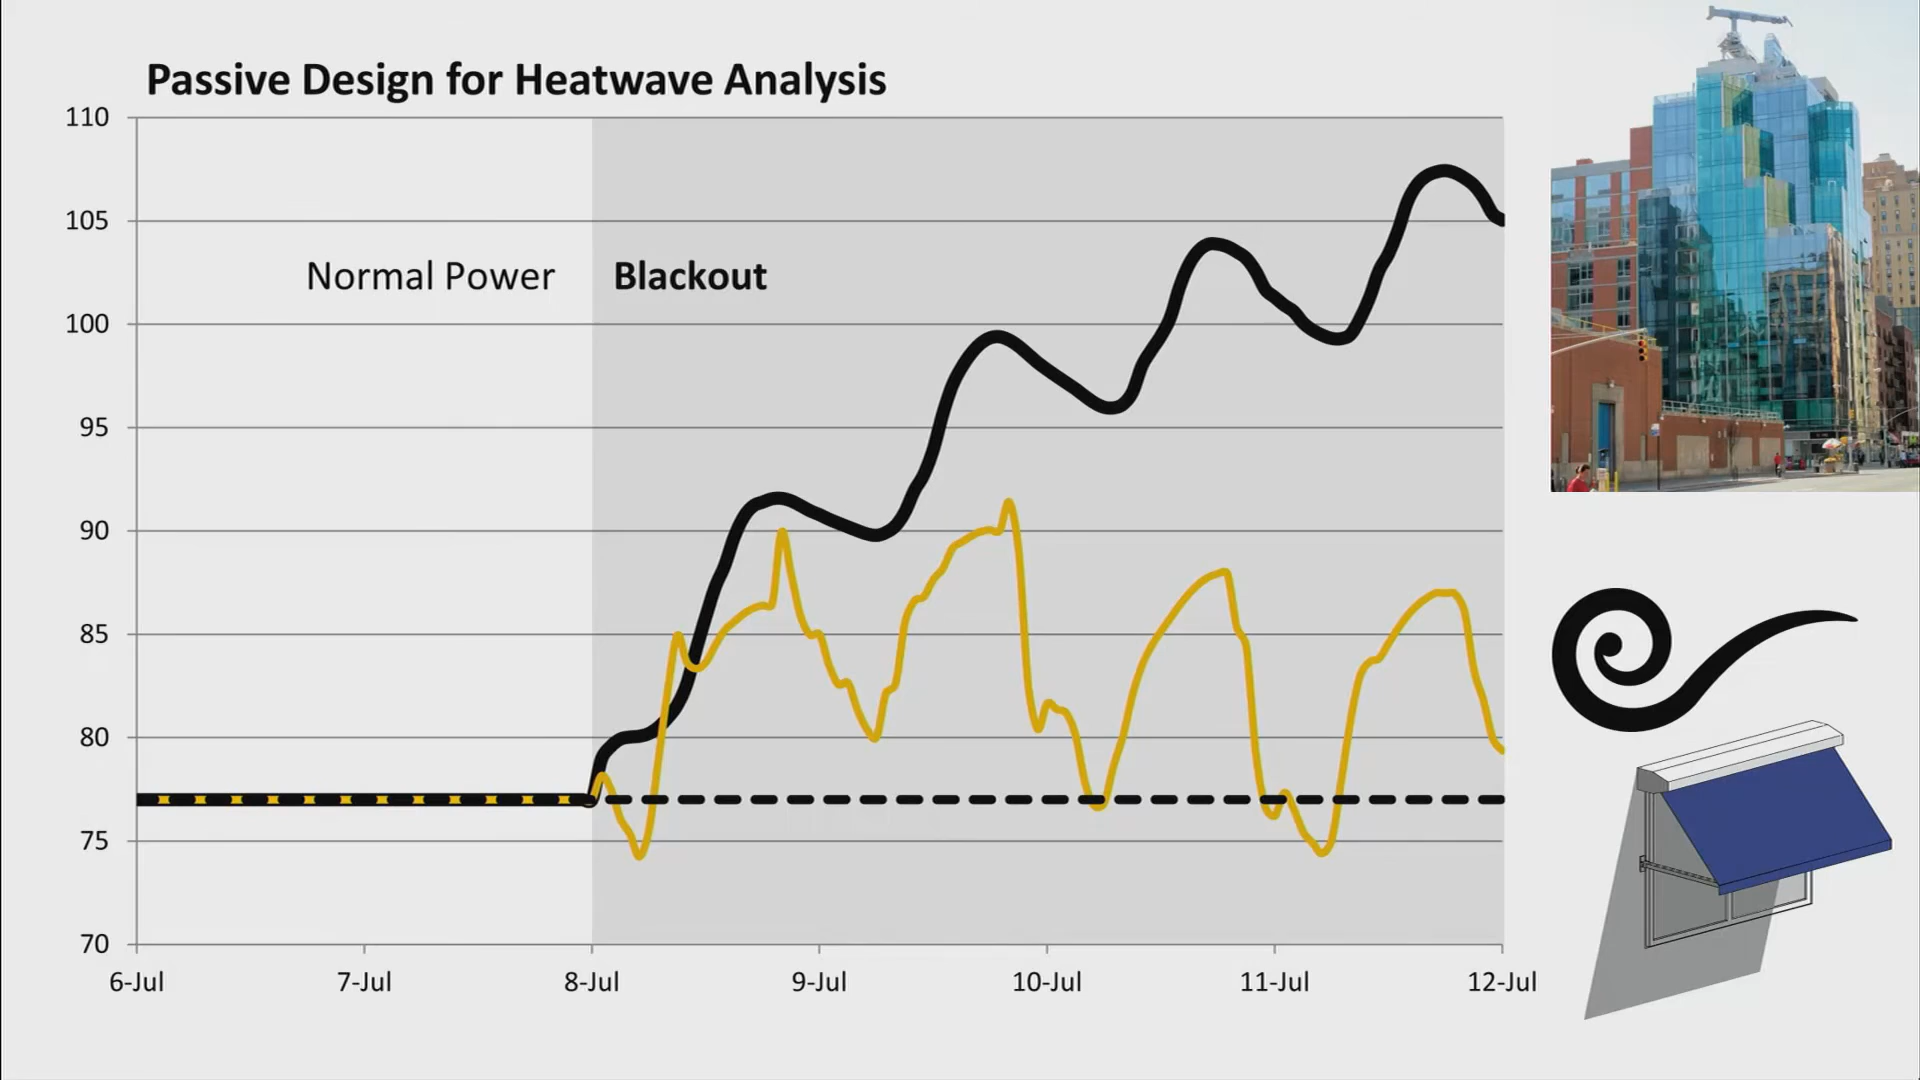 Passive Design for Heatwave Analysis
110
105
Normal Power
Blackout
100
95
90
85
80
75
70
6-Jul
7-Jul
8-Jul
9-Jul
10-Jul
11-Jul
12-Jul